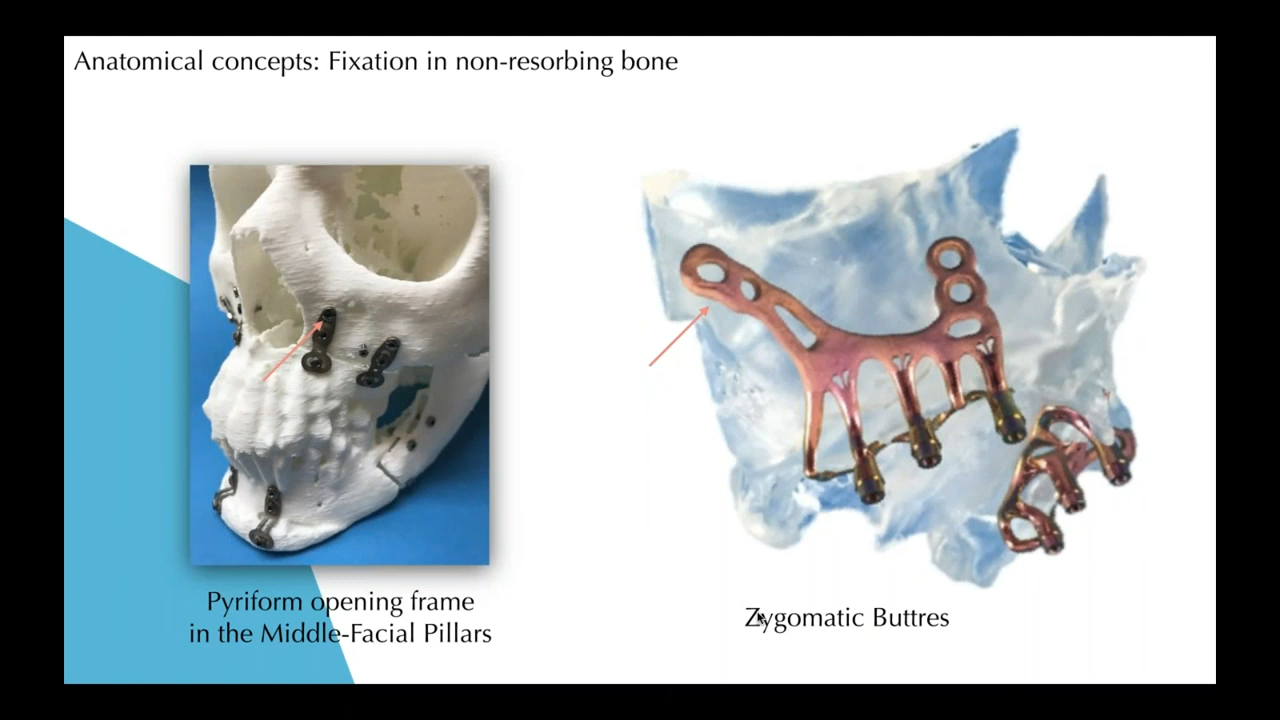 Anatomical concepts: Fixation in non-resorbing bone
Pyriform opening frame
in the Middle-Facial Pillars
Zygomatic Buttres